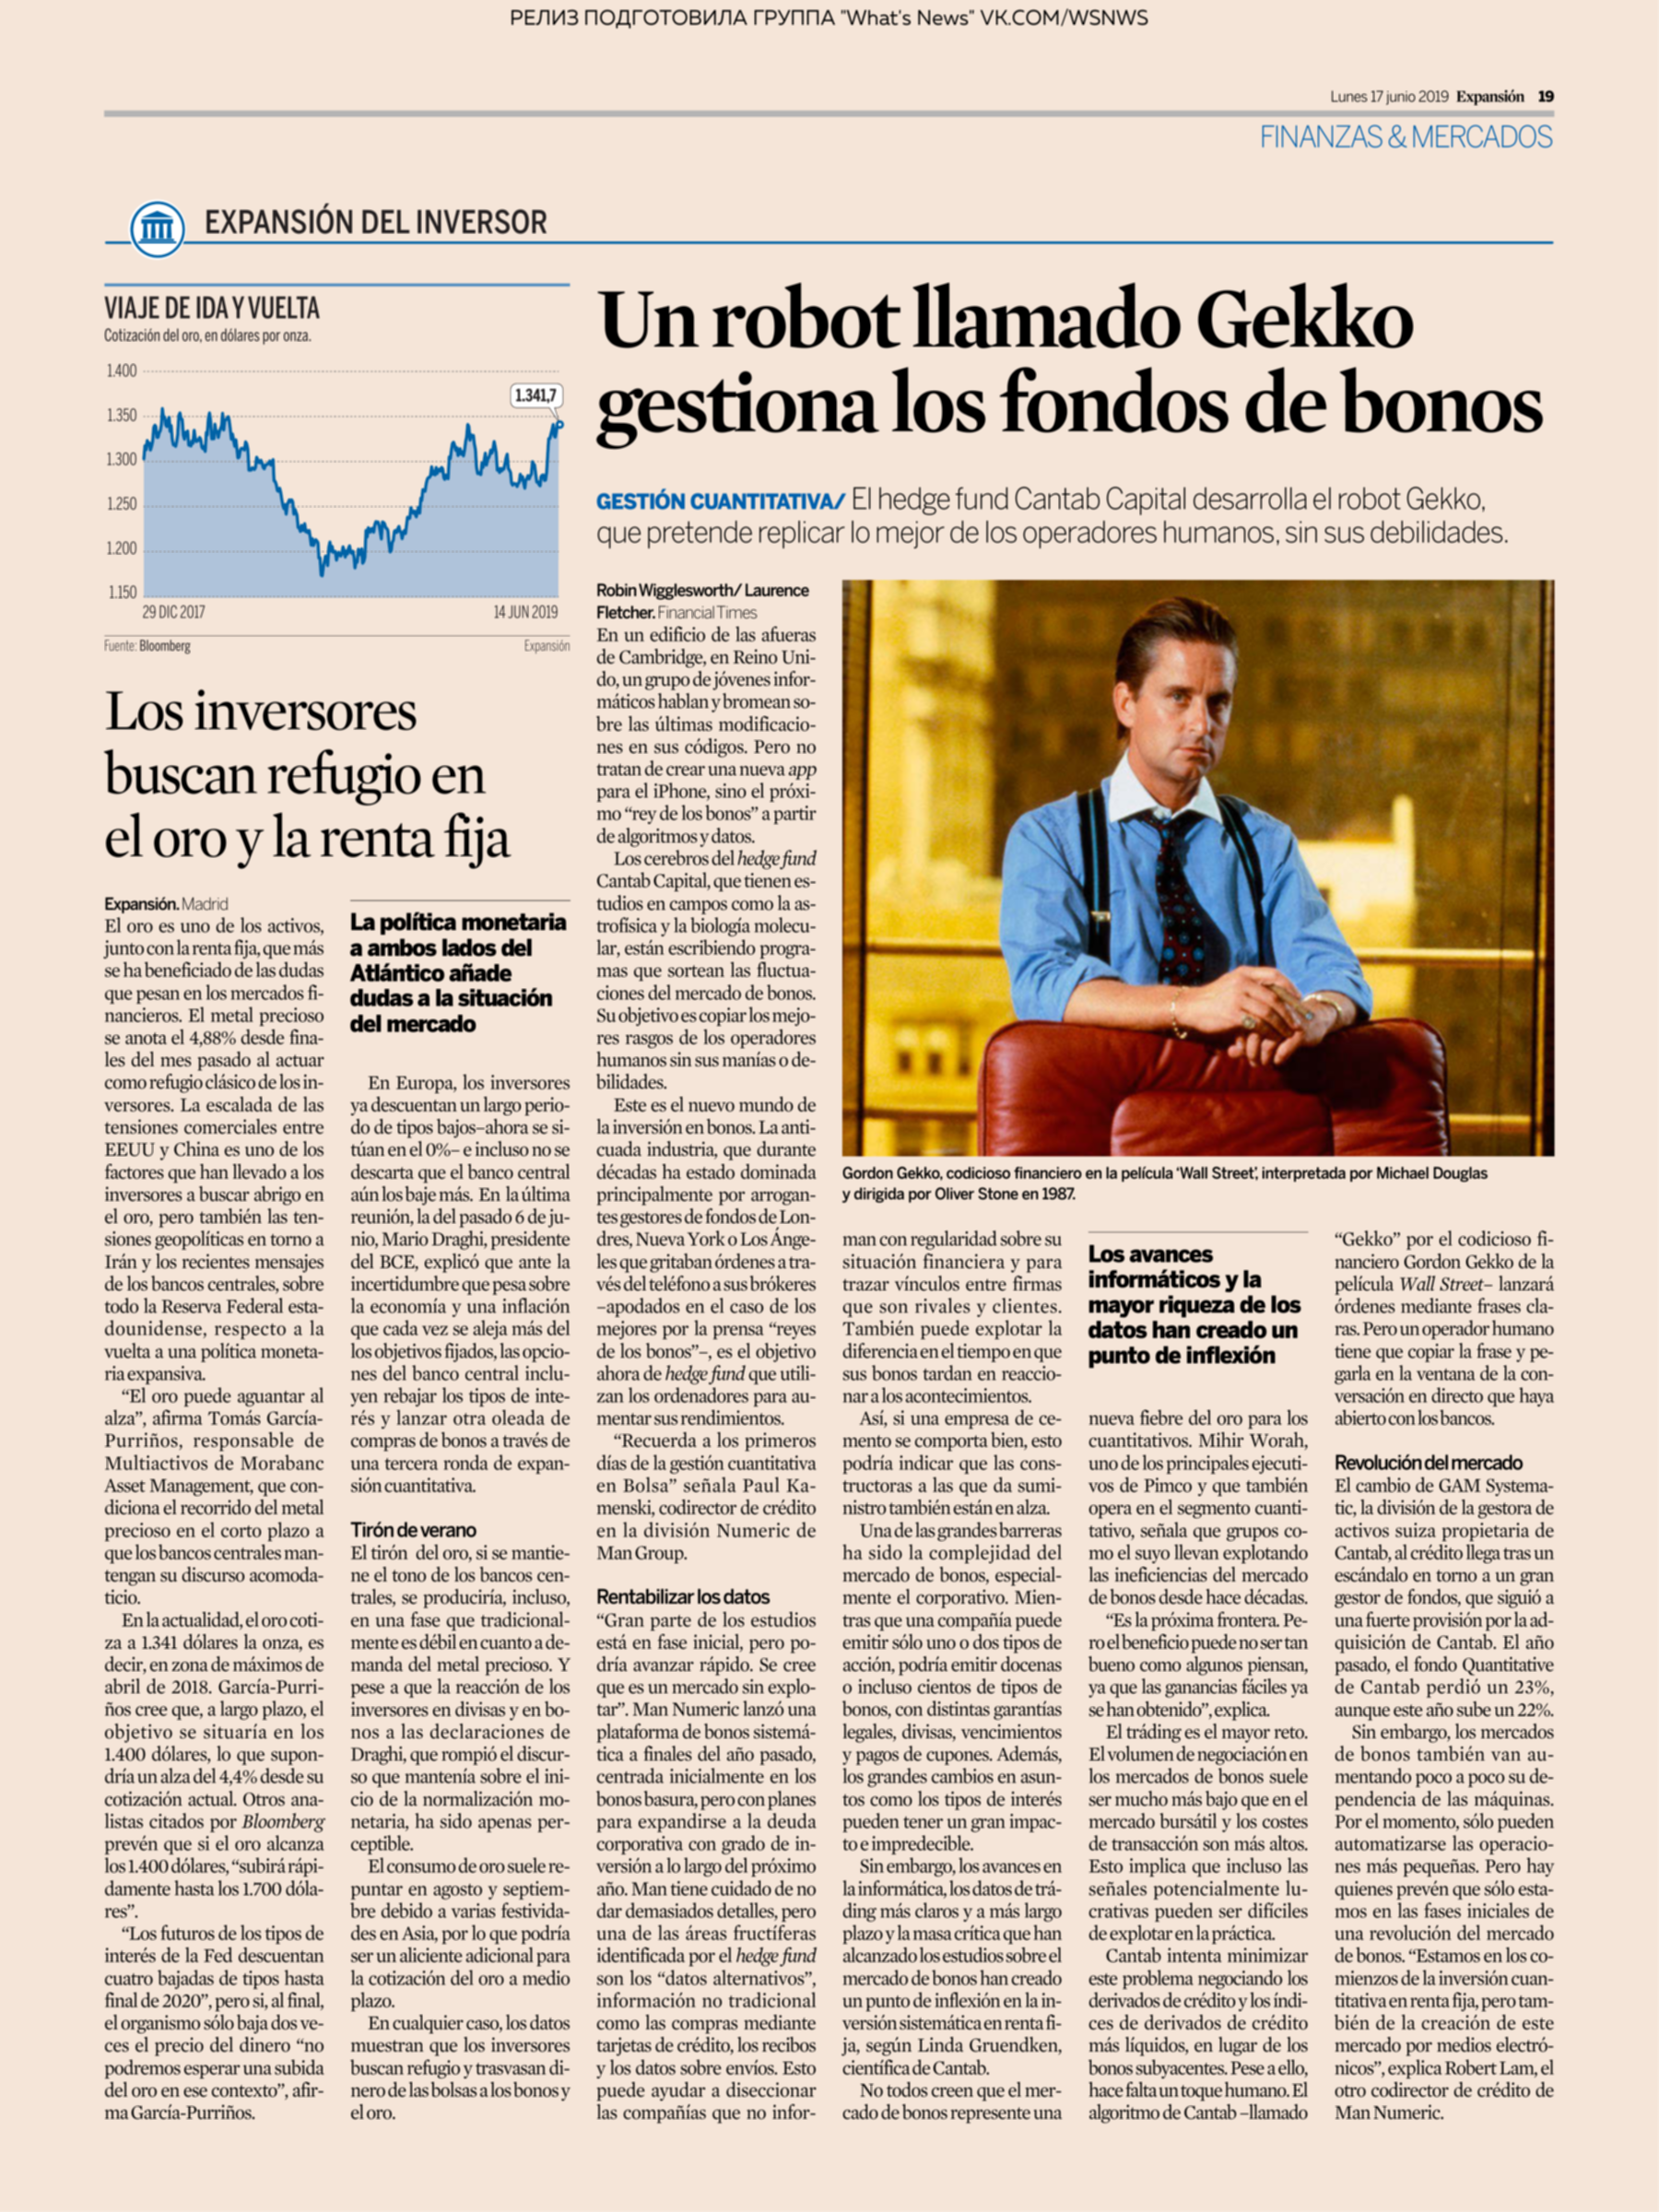 РЕЛИЗ ПОДГОТОВИЛА ГРУППА "What's News" VK.COM/WSNWS
Lunes 17 junio 2019 Expansión 19
FINANZAS & MERCADOS
EXPANSIÓN DEL INVERSOR
VIAJE DE IDA Y VUELTA
Cotización del oro, en dólares por onza.
1.400
1.341,7
1.350
1.300
1.250
1.200
1.150
29 DIC 2017
14 JUN 2019
Fuente: Bloomberg
Expansión
Los inversores
buscan refugio en
el oro y la renta fija
Expansión. Madrid
El oro es uno de los activos,
junto con la renta fija, que más
se ha beneficiado de las dudas
que pesan en los mercados fi-
nancieros. El metal precioso
se anota el 4,88% desde fina-
les del mes pasado al actuar
como refugio clásico de los in-
versores. La escalada de las
tensiones comerciales entre
EEUU y China es uno de los
factores que han llevado a los
inversores a buscar abrigo en
el oro, pero también las ten-
siones geopolíticas en torno a
Irán y los recientes mensajes
de los bancos centrales, sobre
todo la Reserva Federal esta-
dounidense, respecto a la
vuelta a una política moneta-
ria expansiva.
“El oro puede aguantar al
alza”, afirma Tomás García-
Purriños, responsable de
Multiactivos de Morabanc
Asset Management, que con-
diciona el recorrido del metal
precioso en el corto plazo a
que los bancos centrales man-
tengan su discurso acomoda-
ticio.
En la actualidad, el oro coti-
za a 1.341 dólares la onza, es
decir, en zona de máximos de
abril de 2018. García-Purri-
ños cree que, a largo plazo, el
objetivo se situaría en los
1.400 dólares, lo que supon-
dría un alza del 4,4% desde su
cotización actual. Otros ana-
listas citados por Bloomberg
prevén que si el oro alcanza
los 1.400 dólares, “subirá rápi-
damente hasta los 1.700 dóla-
res”.
“Los futuros de los tipos de
interés de la Fed descuentan
cuatro bajadas de tipos hasta
final de 2020”, pero si, al final,
el organismo sólo baja dos ve-
ces el precio del dinero “no
podremos esperar una subida
del oro en ese contexto”, afir-
ma García-Purriños.
La política monetaria
a ambos lados del
Atlántico añade
dudas a la situación
del mercado
En Europa, los inversores
ya descuentan un largo perio-
do de tipos bajos–ahora se si-
túan en el 0%– e incluso no se
descarta que el banco central
aún los baje más. En la última
reunión, la del pasado 6 de ju-
nio, Mario Draghi, presidente
del BCE, explicó que ante la
incertidumbre que pesa sobre
la economía y una inflación
que cada vez se aleja más del
los objetivos fijados, las opcio-
nes del banco central inclu-
yen rebajar los tipos de inte-
rés y lanzar otra oleada de
compras de bonos a través de
una tercera ronda de expan-
sión cuantitativa.
Tirón de verano
El tirón del oro, si se mantie-
ne el tono de los bancos cen-
trales, se produciría, incluso,
en una fase que tradicional-
mente es débil en cuanto a de-
manda del metal precioso. Y
pese a que la reacción de los
inversores en divisas y en bo-
nos a las declaraciones de
Draghi, que rompió el discur-
so que mantenía sobre el ini-
cio de la normalización mo-
netaria, ha sido apenas per-
ceptible.
El consumo de oro suele re-
puntar en agosto y septiem-
bre debido a varias festivida-
des en Asia, por lo que podría
ser un aliciente adicional para
la cotización del oro a medio
plazo.
En cualquier caso, los datos
muestran que los inversores
buscan refugio y trasvasan di-
nero de las bolsas a los bonos y
el oro.
Un robot llamado Gekko
gestiona los fondos de bonos
GESTIÓN CUANTITATIVA/ El hedge fund Cantab Capital desarrolla el robot Gekko,
que pretende replicar lo mejor de los operadores humanos, sin sus debilidades.
Robin Wigglesworth/ Laurence
Fletcher. Financial Times
En un edificio de las afueras
de Cambridge, en Reino Uni-
do, un grupo de jóvenes infor-
máticos hablan y bromean so-
bre las últimas modificacio-
nes en sus códigos. Pero no
tratan de crear una nueva app
para el iPhone, sino el próxi-
mo “rey de los bonos” a partir
de algoritmos y datos.
Los cerebros del hedge fund
Cantab Capital, que tienen es-
tudios en campos como la as-
trofísica y la biología molecu-
lar, están escribiendo progra-
mas que sortean las fluctua-
ciones del mercado de bonos.
Su objetivo es copiar los mejo-
res rasgos de los operadores
humanos sin sus manías o de-
bilidades.
Este es el nuevo mundo de
la inversión en bonos. La anti-
cuada industria, que durante
décadas ha estado dominada
principalmente por arrogan-
tes gestores de fondos de Lon-
dres, Nueva York o Los Ánge-
les que gritaban órdenes a tra-
vés del teléfono a sus brókeres
–apodados en el caso de los
mejores por la prensa “reyes
de los bonos”–, es el objetivo
ahora de hedge fund que utili-
zan los ordenadores para au-
mentar sus rendimientos.
“Recuerda a los primeros
días de la gestión cuantitativa
en Bolsa” señala Paul Ka-
menski, codirector de crédito
en la división Numeric de
Man Group.
Rentabilizar los datos
“Gran parte de los estudios
está en fase inicial, pero po-
dría avanzar rápido. Se cree
que es un mercado sin explo-
tar”. Man Numeric lanzó una
plataforma de bonos sistemá-
tica a finales del año pasado,
centrada inicialmente en los
bonos basura, pero con planes
para expandirse a la deuda
corporativa con grado de in-
versión a lo largo del próximo
año. Man tiene cuidado de no
dar demasiados detalles, pero
una de las áreas fructíferas
identificada por el hedge fund
son los “datos alternativos”,
información no tradicional
como las compras mediante
tarjetas de crédito, los recibos
y los datos sobre envíos. Esto
puede ayudar a diseccionar
las compañías que no infor-
Gordon Gekko, codicioso financiero en la película ‘Wall Street’, interpretada por Michael Douglas
y dirigida por Oliver Stone en 1987.
man con regularidad sobre su
situación financiera y para
trazar vínculos entre firmas
que son rivales y clientes.
También puede explotar la
diferencia en el tiempo en que
sus bonos tardan en reaccio-
nar a los acontecimientos.
Así, si una empresa de ce-
mento se comporta bien, esto
podría indicar que las cons-
tructoras a las que da sumi-
nistro también están en alza.
Una de las grandes barreras
ha sido la complejidad del
mercado de bonos, especial-
mente el corporativo. Mien-
tras que una compañía puede
emitir sólo uno o dos tipos de
acción, podría emitir docenas
o incluso cientos de tipos de
bonos, con distintas garantías
legales, divisas, vencimientos
y pagos de cupones. Además,
los grandes cambios en asun-
tos como los tipos de interés
pueden tener un gran impac-
to e impredecible.
Sin embargo, los avances en
la informática, los datos de trá-
ding más claros y a más largo
plazo y la masa crítica que han
alcanzado los estudios sobre el
mercado de bonos han creado
un punto de inflexión en la in-
versión sistemática en renta fi-
ja, según Linda Gruendken,
científica de Cantab.
No todos creen que el mer-
cado de bonos represente una
Los avances
informáticos y la
mayor riqueza de los
datos han creado un
punto de inflexión
nueva fiebre del oro para los
cuantitativos. Mihir Worah,
uno de los principales ejecuti-
vos de Pimco y que también
opera en el segmento cuanti-
tativo, señala que grupos co-
mo el suyo llevan explotando
las ineficiencias del mercado
de bonos desde hace décadas.
“Es la próxima frontera. Pe-
ro el beneficio puede no ser tan
bueno como algunos piensan,
ya que las ganancias fáciles ya
se han obtenido”, explica.
El tráding es el mayor reto.
El volumen de negociación en
los mercados de bonos suele
ser mucho más bajo que en el
mercado bursátil y los costes
de transacción son más altos.
Esto implica que incluso las
señales potencialmente lu-
crativas pueden ser difíciles
de explotar en la práctica.
Cantab intenta minimizar
este problema negociando los
derivados de crédito y los índi-
ces de derivados de crédito
más líquidos, en lugar de los
bonos subyacentes. Pese a ello,
hace falta un toque humano. El
algoritmo de Cantab –llamado
“Gekko” por el codicioso fi-
nanciero Gordon Gekko de la
película Wall Street– lanzará
órdenes mediante frases cla-
ras. Pero un operador humano
tiene que copiar la frase y pe-
garla en la ventana de la con-
versación en directo que haya
abierto con los bancos.
Revolución del mercado
El cambio de GAM Systema-
tic, la división de la gestora de
activos suiza propietaria de
Cantab, al crédito llega tras un
escándalo en torno a un gran
gestor de fondos, que siguió a
una fuerte provisión por la ad-
quisición de Cantab. El año
pasado, el fondo Quantitative
de Cantab perdió un 23%,
aunque este año sube un 22%.
Sin embargo, los mercados
de bonos también van au-
mentando poco a poco su de-
pendencia de las máquinas.
Por el momento, sólo pueden
automatizarse las operacio-
nes más pequeñas. Pero hay
quienes prevén que sólo esta-
mos en las fases iniciales de
una revolución del mercado
de bonos. “Estamos en los co-
mienzos de la inversión cuan-
titativa en renta fija, pero tam-
bién de la creación de este
mercado por medios electró-
nicos”, explica Robert Lam, el
otro codirector de crédito de
Man Numeric.